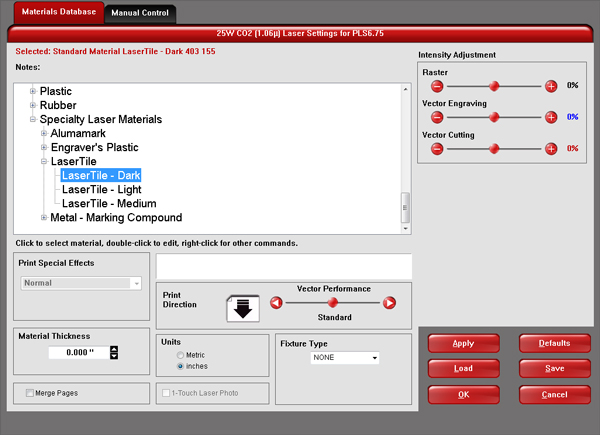 Materials Database
Manual Control
25W CO2 (1.06µ) Laser Settings for PLS6.75
Selected: Standard Material LaserTile - Dark 403 155
Notes:
Plastic
Rubber
Specialty Laser Materials
Alumamark
Engraver's Plastic
LaserTile
LaserTile - Dark
LaserTile - Light
LaserTile - Medium
Metal - Marking Compound
Click to select material, double-click to edit, right-click for other commands.
Intensity Adjustment
Raster
0%
Vector Engraving
0%
Vector Cutting
0%
Print Special Effects
Normal
Print
Direction
Vector Performance
Standard
Material Thickness
0.000 "
Units
Metric
inches
Fixture Type
NONE
Merge Pages
1-Touch Laser Photo
Apply
Defaults
Load
Save
OK
Cancel